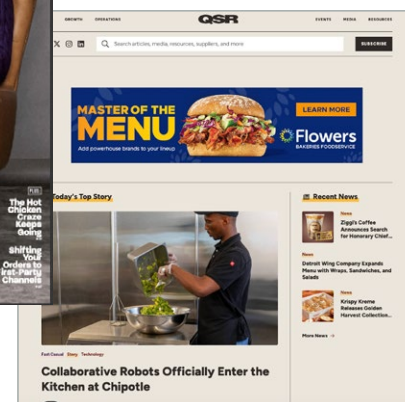 GROWTH OPERATIONS
QSR
EVENTS MEDIA RESOURCES
Search articles, media, resources, suppliers, and more
SUBSCRIBE
MASTER OF THE
MENU
Add powerhouse brands to your lineup
LEARN MORE
Flowers
BAKERIES FOODSERVICE
PLUS
The Hot
Chicken
Craze
Keeps
Going
Shifting
Your
Orders to
irst-Party
Channels
Today's Top Story
Fast Casual Story Technology
Collaborative Robots Officially Enter the
Kitchen at Chipotle
Recent News
News
Ziggi's Coffee
Announces Search
for Honorary Chief...
News
Detroit Wing Company Expands
Menu with Wraps, Sandwiches, and
Salads
News
Krispy Kreme
Releases Golden
Harvest Collection...
More News